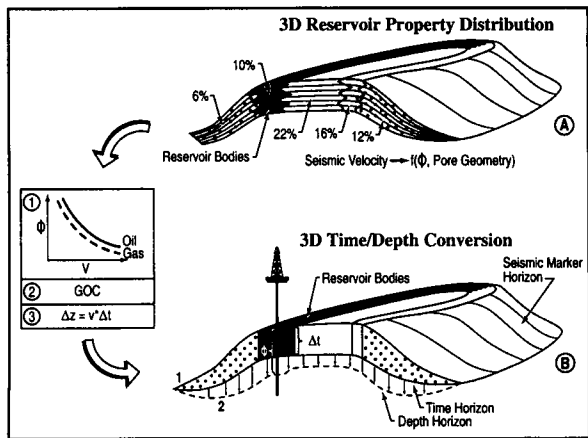 3D Reservoir Property Distribution
10%
6%
22%
16%
12%
Reservoir Bodies
Seismic Velocity → f(ϕ, Pore Geometry)
A
1
ϕ
Oil
Gas
V
2 GOC
3 Δz = v*Δt
3D Time/Depth Conversion
Reservoir Bodies
Seismic Marker
Horizon
Δt
B
1
2
Time Horizon
Depth Horizon